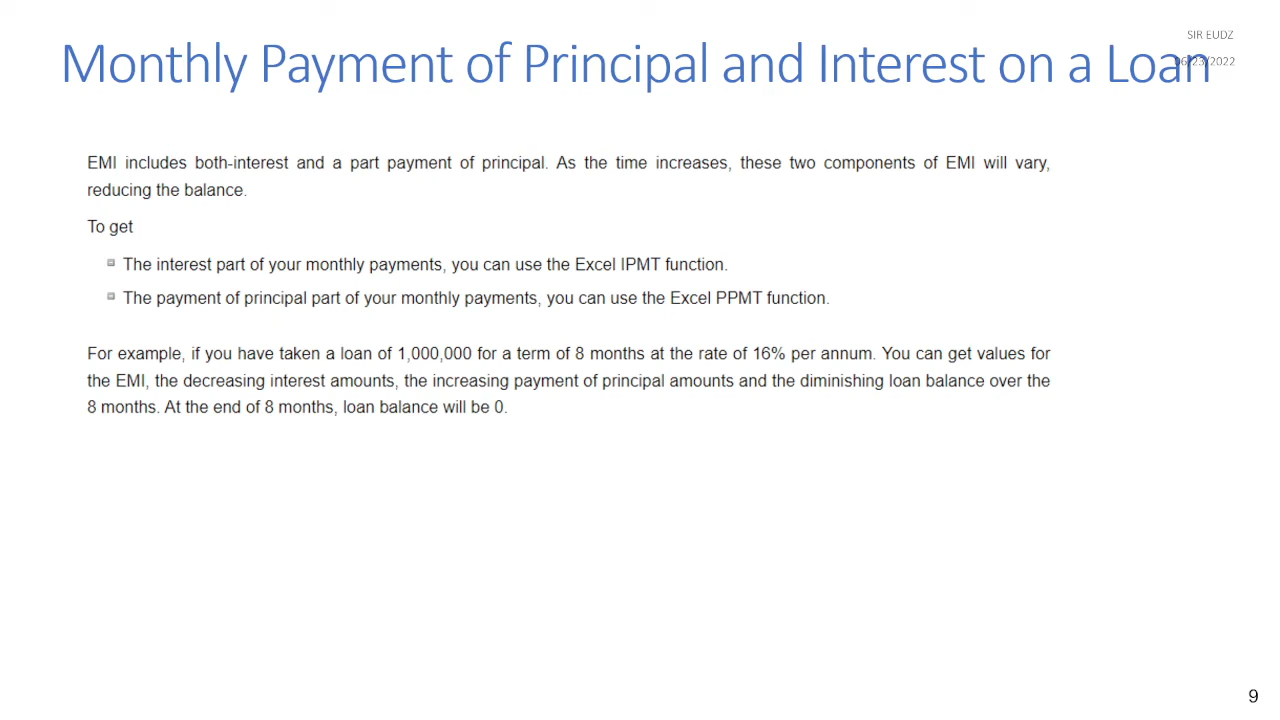 SIR EUDZ
Monthly Payment of Principal and Interest on a Loan
06/23/2022
EMI includes both-interest and a part payment of principal. As the time increases, these two components of EMI will vary,
reducing the balance.
To get
The interest part of your monthly payments, you can use the Excel IPMT function.
The payment of principal part of your monthly payments, you can use the Excel PPMT function.
For example, if you have taken a loan of 1,000,000 for a term of 8 months at the rate of 16% per annum. You can get values for
the EMI, the decreasing interest amounts, the increasing payment of principal amounts and the diminishing loan balance over the
8 months. At the end of 8 months, loan balance will be 0.
9